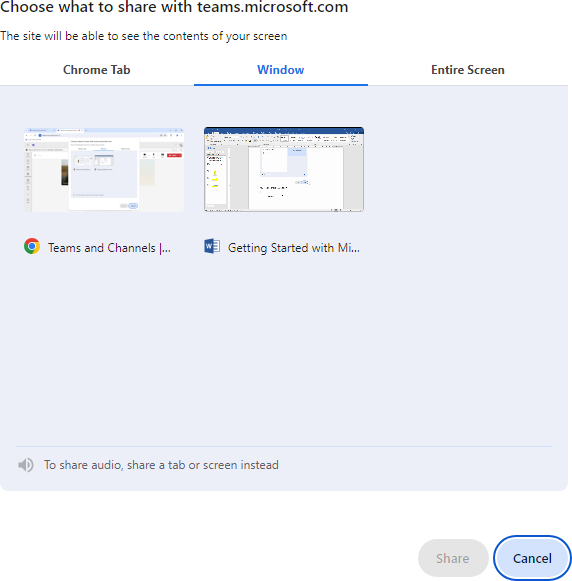 Choose what to share with teams.microsoft.com
The site will be able to see the contents of your screen
Chrome Tab
Window
Entire Screen
Teams and Channels |...
Getting Started with Mi...
To share audio, share a tab or screen instead
Share
Cancel